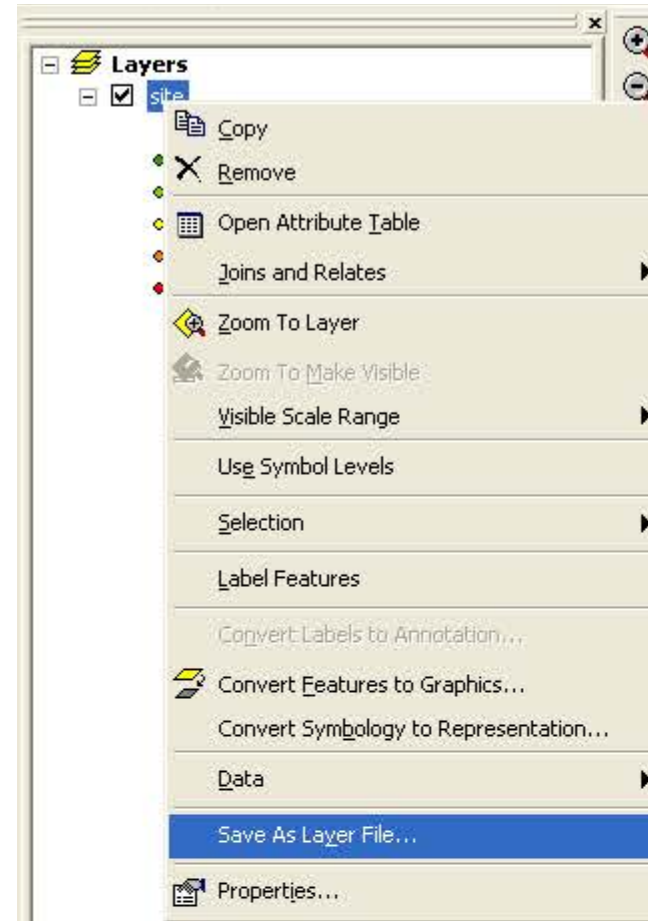 Layers
site
Copy
Remove
Open Attribute Table
Joins and Relates
Zoom To Layer
Zoom To Make Visible
Visible Scale Range
Use Symbol Levels
Selection
Label Features
Convert Labels to Annotation...
Convert Features to Graphics...
Convert Symbology to Representation...
Data
Save As Layer File...
Properties...